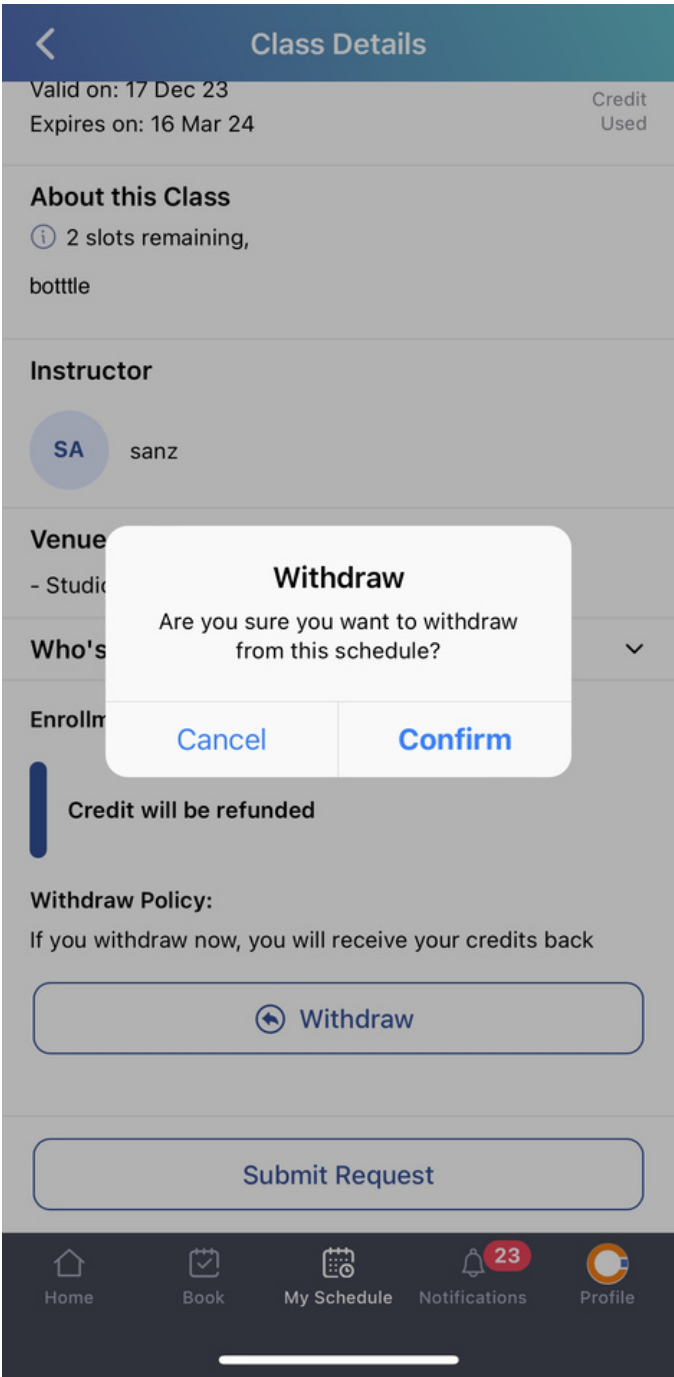 Class Details
Valid on: 17 Dec 23
Expires on: 16 Mar 24
Credit
Used
About this Class
2 slots remaining,
botttle
Instructor
SA
sanz
Venue
- Studio
Withdraw
Are you sure you want to withdraw
from this schedule?
Who's
Cancel
Confirm
Credit will be refunded
Withdraw Policy:
If you withdraw now, you will receive your credits back
Withdraw
Submit Request
23
Home
Book
My Schedule
Notifications
Profile